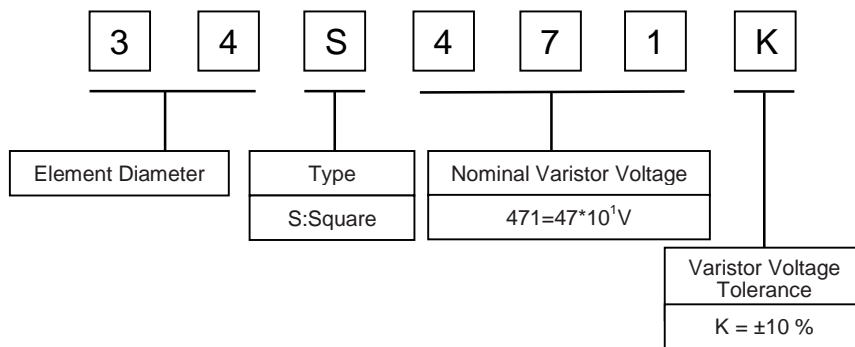 3 4 S 4 7 1 K
Element Diameter
Type
S:Square
Nominal Varistor Voltage
471=47*10¹V
Varistor Voltage
Tolerance
K = ±10 %